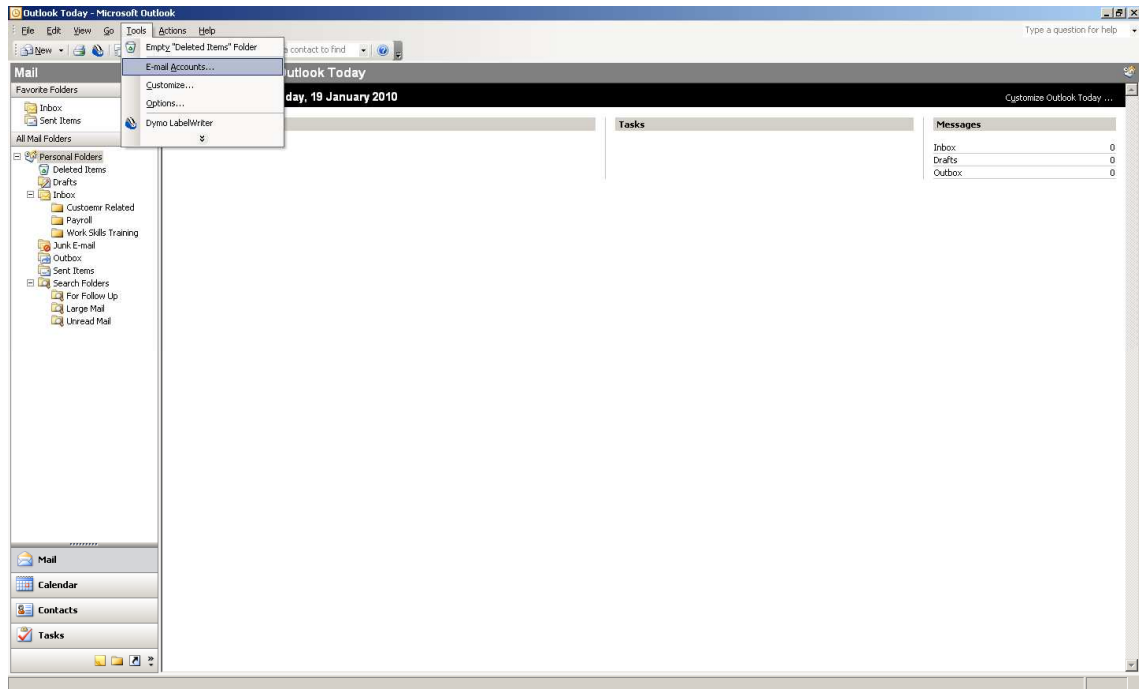 Outlook Today - Microsoft Outlook
File Edit View Go Tools Actions Help
Type a question for help
New
a contact to find
Empty "Deleted Items" Folder
E-mail Accounts...
Customize...
Options...
Dymo LabelWriter
Mail
Outlook Today
Favorite Folders
day, 19 January 2010
Customize Outlook Today ...
Inbox
Sent Items
All Mail Folders
Personal Folders
Deleted Items
Drafts
Inbox
Custoemr Related
Payroll
Work Skills Training
Junk E-mail
Outbox
Sent Items
Search Folders
For Follow Up
Large Mail
Unread Mail
Tasks
Messages
Inbox 0
Drafts 0
Outbox 0
Mail
Calendar
Contacts
Tasks